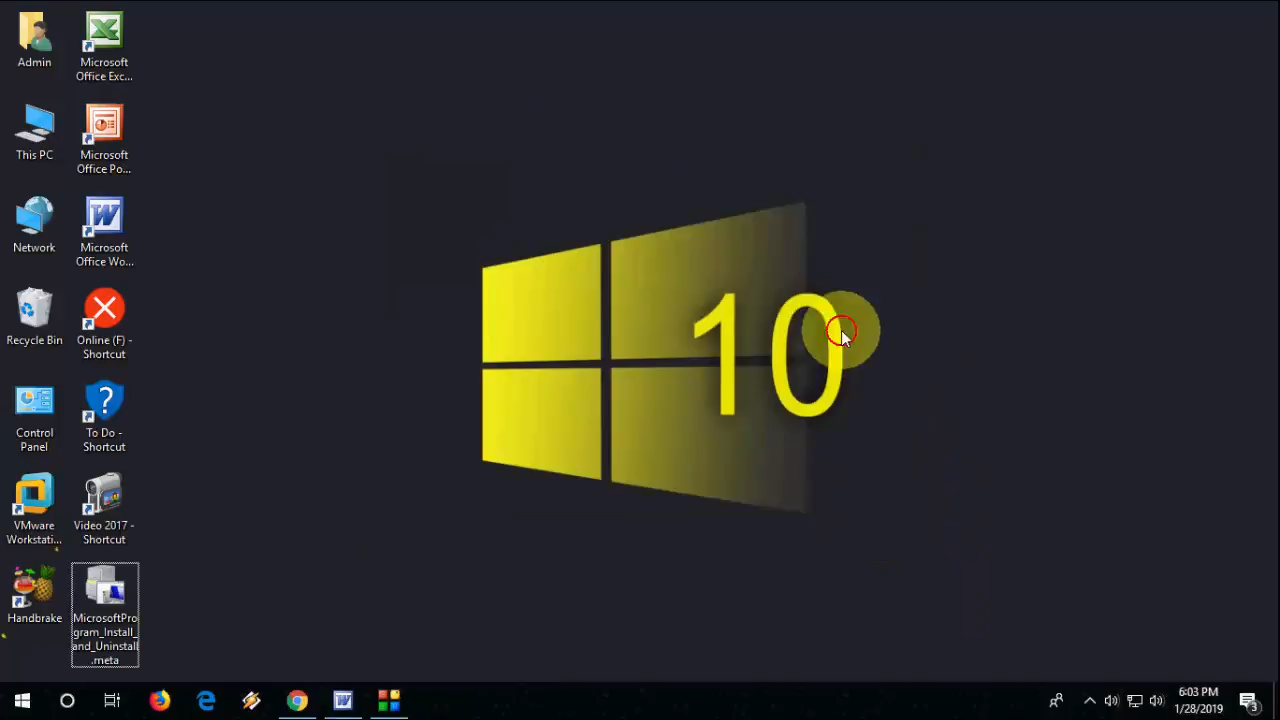 Admin
Microsoft
Office Exc...
This PC
Microsoft
Office Po...
Network
Microsoft
Office Wo...
Recycle Bin
Online (F) -
Shortcut
Control
Panel
To Do -
Shortcut
VMware
Workstati...
Video 2017 -
Shortcut
Handbrake
MicrosoftPro
gram_Install_
and_Uninstall
.meta
10
6:03 PM
1/28/2019
3